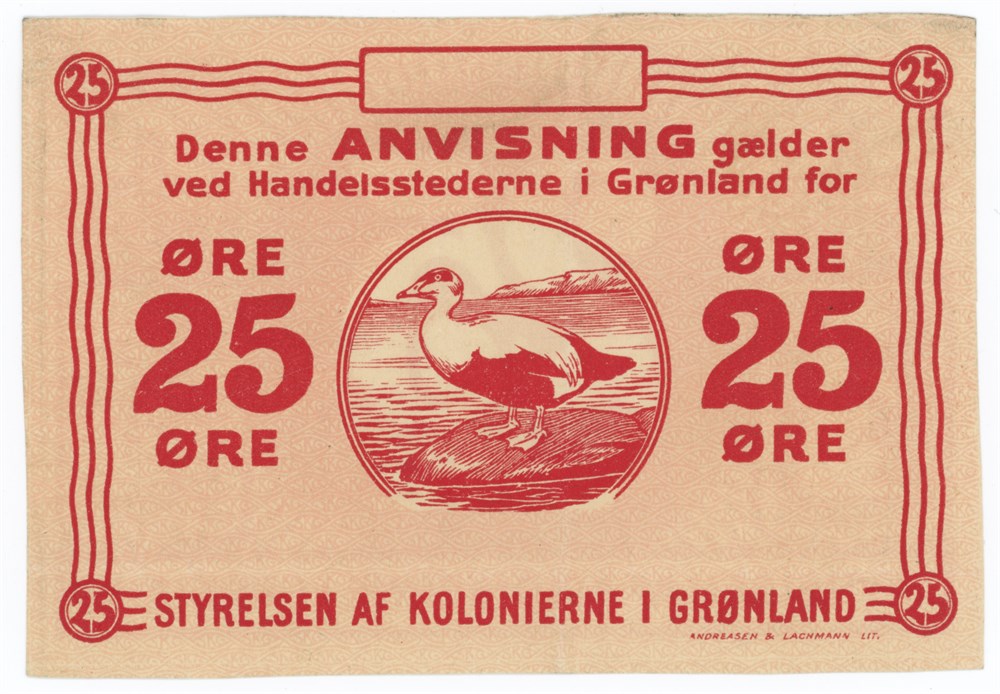 25 25
Denne ANVISNING gælder
ved Handelsstederne i Grønland for
ØRE ØRE
25 25
ØRE ØRE
25 STYRELSEN AF KOLONIERNE I GRØNLAND 25
ANDREASEN & LACHMANN LIT.